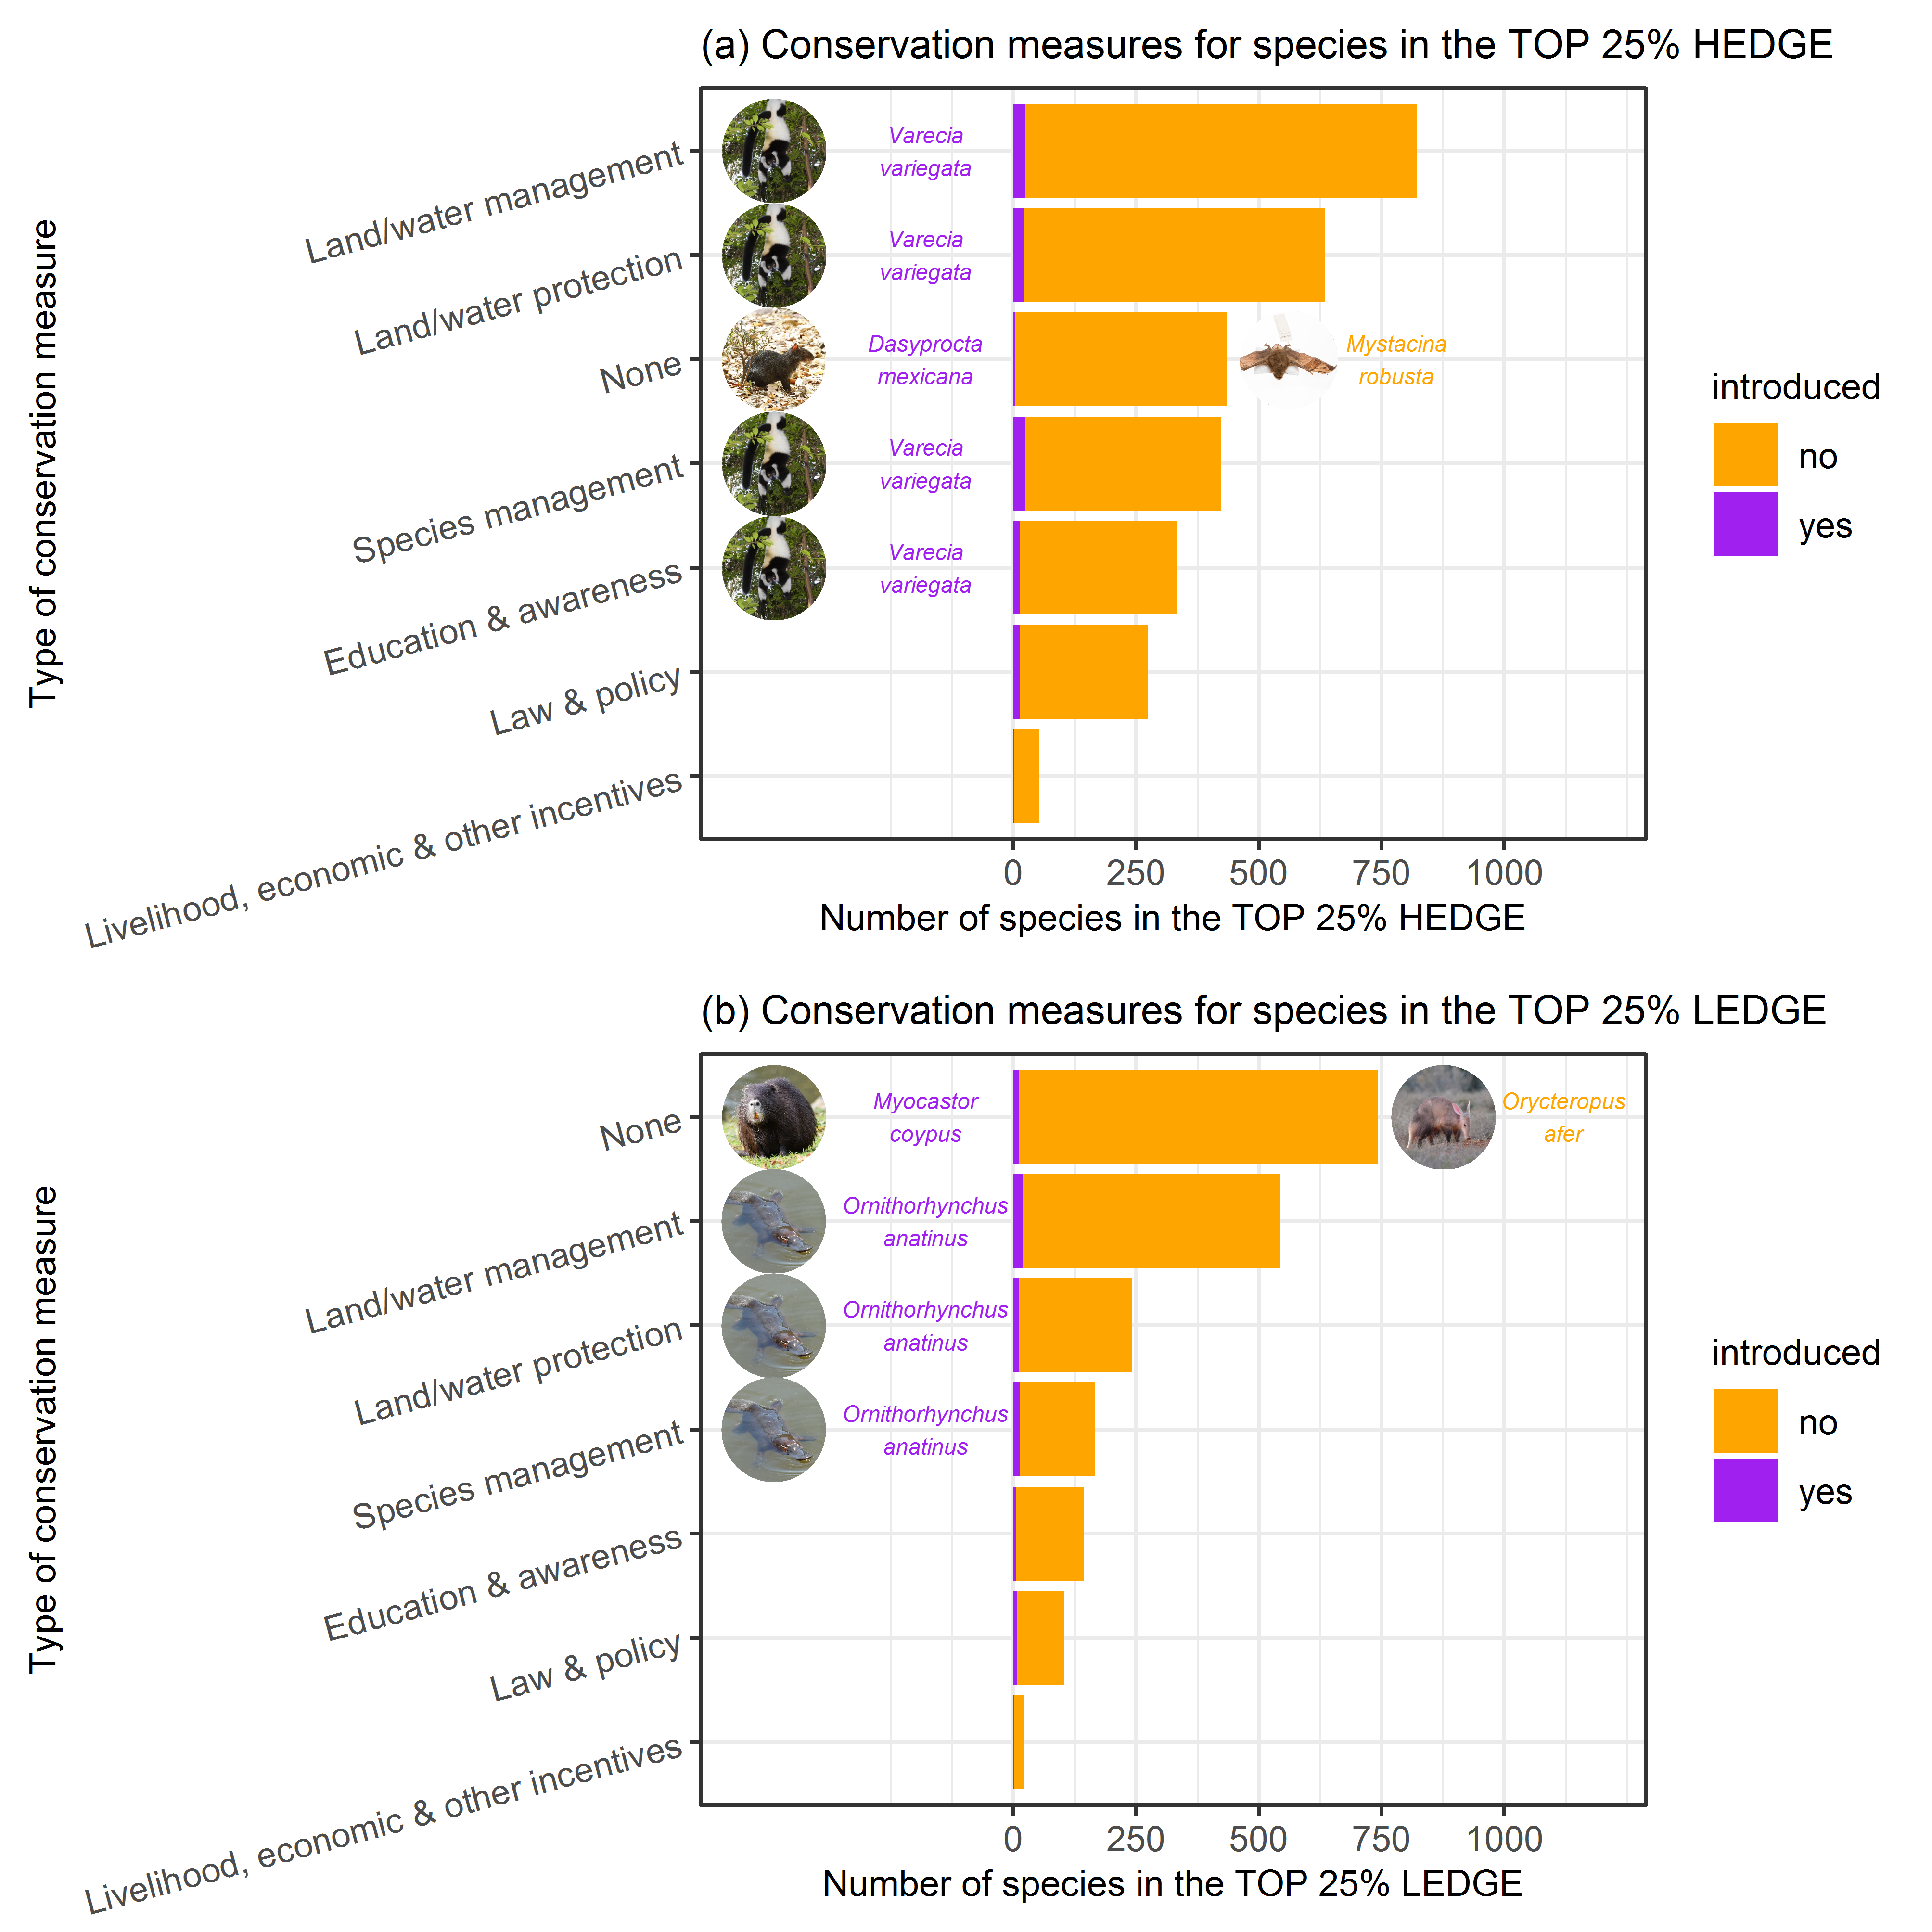 (a) Conservation measures for species in the TOP 25% HEDGE
Type of conservation measure
Land/water management
Varecia
variegata
Land/water protection
Varecia
variegata
None
Dasyprocta
mexicana
Mystacina
robusta
Species management
Varecia
variegata
Education & awareness
Varecia
variegata
Law & policy
Livelihood, economic & other incentives
0 250 500 750 1000
Number of species in the TOP 25% HEDGE
introduced
no
yes
(b) Conservation measures for species in the TOP 25% LEDGE
Type of conservation measure
None
Myocastor
coypus
Orycteropus
afer
Land/water management
Ornithorhynchus
anatinus
Land/water protection
Ornithorhynchus
anatinus
Species management
Ornithorhynchus
anatinus
Education & awareness
Law & policy
Livelihood, economic & other incentives
0 250 500 750 1000
Number of species in the TOP 25% LEDGE
introduced
no
yes